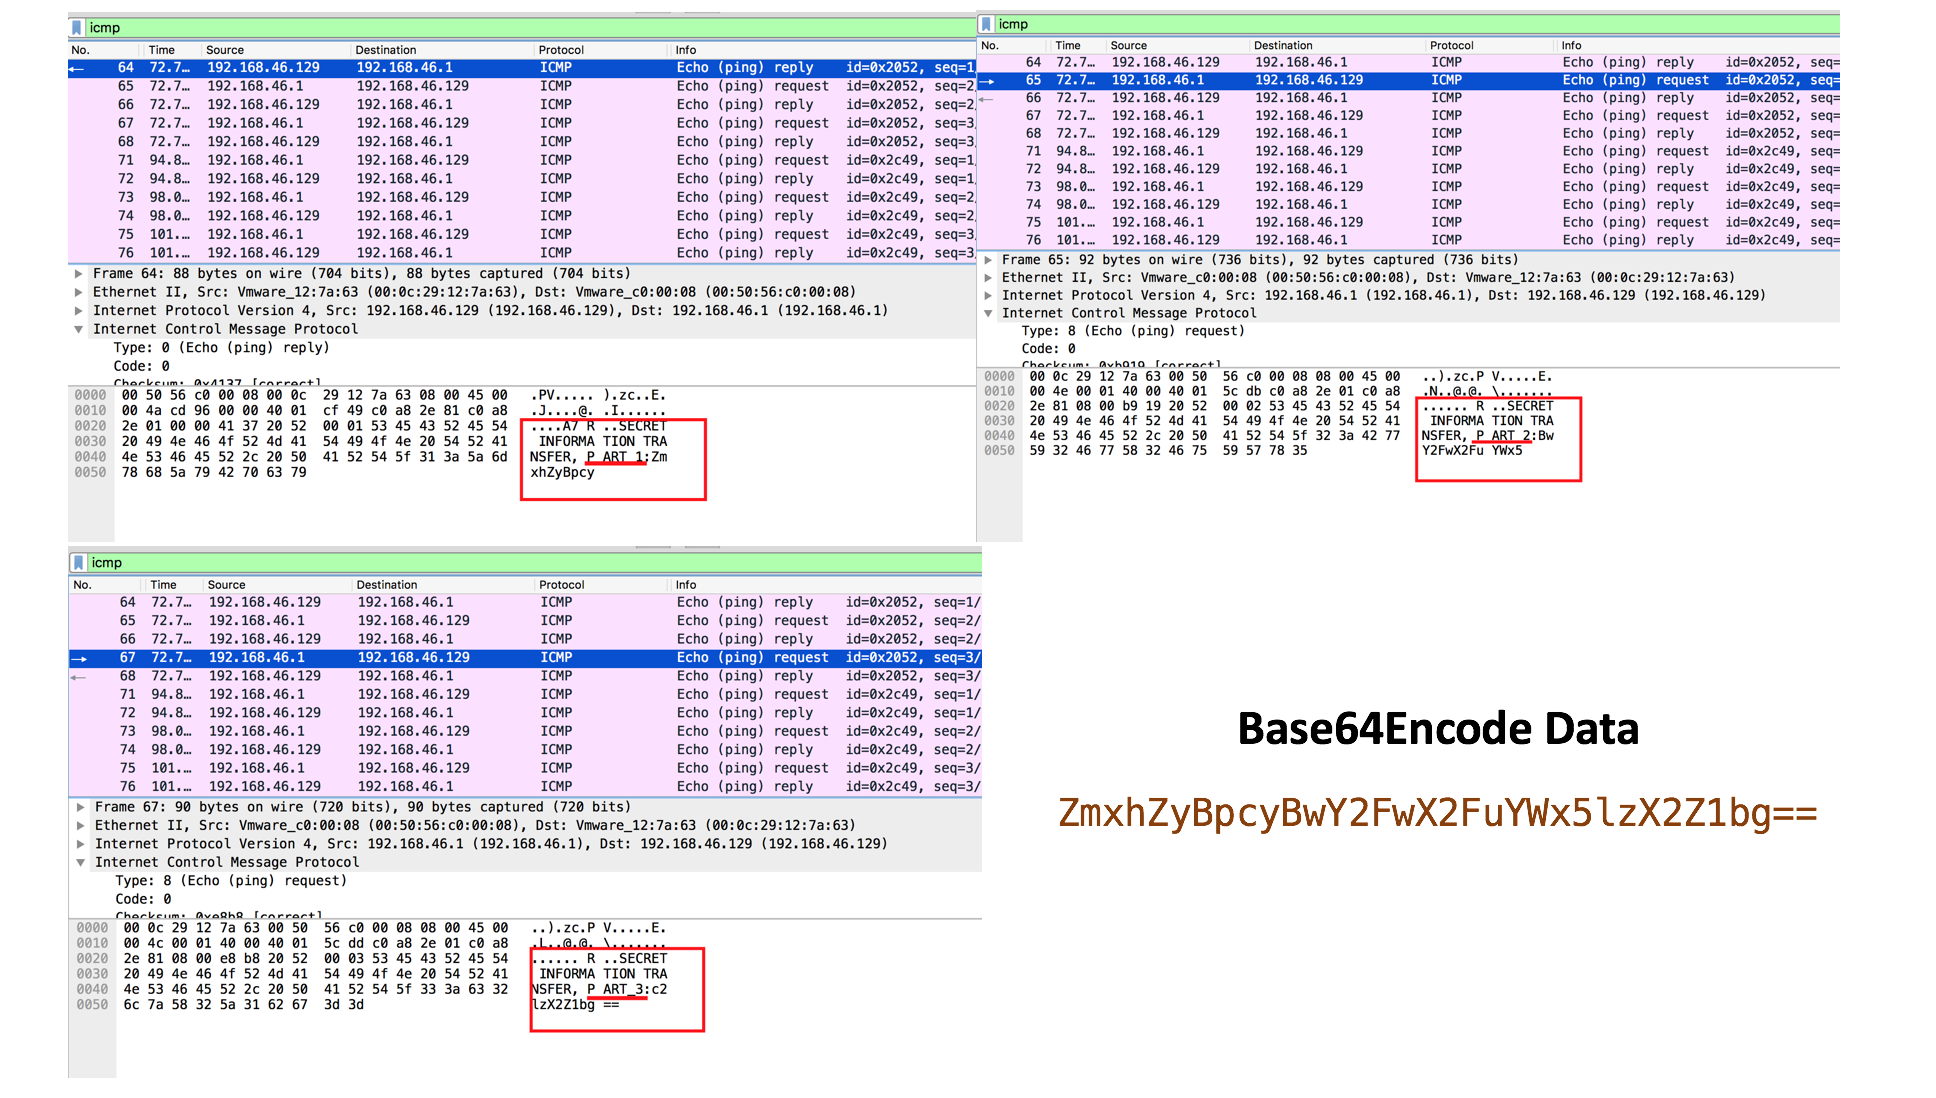 icmp
No. Time Source Destination Protocol Info
64 72.7… 192.168.46.129 192.168.46.1 ICMP Echo (ping) reply id=0x2052, seq=1
65 72.7… 192.168.46.1 192.168.46.129 ICMP Echo (ping) request id=0x2052, seq=2
66 72.7… 192.168.46.129 192.168.46.1 ICMP Echo (ping) reply id=0x2052, seq=2
67 72.7… 192.168.46.1 192.168.46.129 ICMP Echo (ping) request id=0x2052, seq=3
68 72.7… 192.168.46.129 192.168.46.1 ICMP Echo (ping) reply id=0x2052, seq=3
71 94.8… 192.168.46.1 192.168.46.129 ICMP Echo (ping) request id=0x2c49, seq=1
72 94.8… 192.168.46.129 192.168.46.1 ICMP Echo (ping) reply id=0x2c49, seq=1
73 98.0… 192.168.46.1 192.168.46.129 ICMP Echo (ping) request id=0x2c49, seq=2
74 98.0… 192.168.46.129 192.168.46.1 ICMP Echo (ping) reply id=0x2c49, seq=2
75 101.… 192.168.46.1 192.168.46.129 ICMP Echo (ping) request id=0x2c49, seq=3
76 101.… 192.168.46.129 192.168.46.1 ICMP Echo (ping) reply id=0x2c49, seq=3
Frame 64: 88 bytes on wire (704 bits), 88 bytes captured (704 bits)
Ethernet II, Src: Vmware_12:7a:63 (00:0c:29:12:7a:63), Dst: Vmware_c0:00:08 (00:50:56:c0:00:08)
Internet Protocol Version 4, Src: 192.168.46.129 (192.168.46.129), Dst: 192.168.46.1 (192.168.46.1)
Internet Control Message Protocol
Type: 0 (Echo (ping) reply)
Code: 0
Checksum: 0x4137 [correct]
0000 00 50 56 c0 00 08 00 0c 29 12 7a 63 08 00 45 00 .PV..... ).zc..E.
0010 00 4a cd 96 00 00 40 01 cf 49 c0 a8 2e 81 c0 a8 .J....@. .I......
0020 2e 01 00 00 41 37 20 52 00 01 53 45 43 52 45 54 ....A7 R ..SECRET
0030 20 49 4e 46 4f 52 4d 41 54 49 4f 4e 20 54 52 41 INFORMA TION TRA
0040 4e 53 46 45 52 2c 20 50 41 52 54 5f 31 3a 5a 6d NSFER, P ART_1:Zm
0050 78 68 5a 79 42 70 63 79 xhZyBpcy
icmp
No. Time Source Destination Protocol Info
64 72.7… 192.168.46.129 192.168.46.1 ICMP Echo (ping) reply id=0x2052, seq=
65 72.7… 192.168.46.1 192.168.46.129 ICMP Echo (ping) request id=0x2052, seq=
66 72.7… 192.168.46.129 192.168.46.1 ICMP Echo (ping) reply id=0x2052, seq=
67 72.7… 192.168.46.1 192.168.46.129 ICMP Echo (ping) request id=0x2052, seq=
68 72.7… 192.168.46.129 192.168.46.1 ICMP Echo (ping) reply id=0x2052, seq=
71 94.8… 192.168.46.1 192.168.46.129 ICMP Echo (ping) request id=0x2c49, seq=
72 94.8… 192.168.46.129 192.168.46.1 ICMP Echo (ping) reply id=0x2c49, seq=
73 98.0… 192.168.46.1 192.168.46.129 ICMP Echo (ping) request id=0x2c49, seq=
74 98.0… 192.168.46.129 192.168.46.1 ICMP Echo (ping) reply id=0x2c49, seq=
75 101.… 192.168.46.1 192.168.46.129 ICMP Echo (ping) request id=0x2c49, seq=
76 101.… 192.168.46.129 192.168.46.1 ICMP Echo (ping) reply id=0x2c49, seq=
Frame 65: 92 bytes on wire (736 bits), 92 bytes captured (736 bits)
Ethernet II, Src: Vmware_c0:00:08 (00:50:56:c0:00:08), Dst: Vmware_12:7a:63 (00:0c:29:12:7a:63)
Internet Protocol Version 4, Src: 192.168.46.1 (192.168.46.1), Dst: 192.168.46.129 (192.168.46.129)
Internet Control Message Protocol
Type: 8 (Echo (ping) request)
Code: 0
Checksum: 0xb919 [correct]
0000 00 0c 29 12 7a 63 00 50 56 c0 00 08 08 00 45 00 ..).zc.P V.....E.
0010 00 4e 00 01 40 00 40 01 5c db c0 a8 2e 01 c0 a8 .N..@.@. \.......
0020 2e 81 08 00 b9 19 20 52 00 02 53 45 43 52 45 54 ...... R ..SECRET
0030 20 49 4e 46 4f 52 4d 41 54 49 4f 4e 20 54 52 41 INFORMA TION TRA
0040 4e 53 46 45 52 2c 20 50 41 52 54 5f 32 3a 42 77 NSFER, P ART_2:Bw
0050 59 32 46 77 58 32 46 75 59 57 78 35 Y2FwX2Fu YWx5
icmp
No. Time Source Destination Protocol Info
64 72.7… 192.168.46.129 192.168.46.1 ICMP Echo (ping) reply id=0x2052, seq=1/
65 72.7… 192.168.46.1 192.168.46.129 ICMP Echo (ping) request id=0x2052, seq=2/
66 72.7… 192.168.46.129 192.168.46.1 ICMP Echo (ping) reply id=0x2052, seq=2/
67 72.7… 192.168.46.1 192.168.46.129 ICMP Echo (ping) request id=0x2052, seq=3/
68 72.7… 192.168.46.129 192.168.46.1 ICMP Echo (ping) reply id=0x2052, seq=3/
71 94.8… 192.168.46.1 192.168.46.129 ICMP Echo (ping) request id=0x2c49, seq=1/
72 94.8… 192.168.46.129 192.168.46.1 ICMP Echo (ping) reply id=0x2c49, seq=1/
73 98.0… 192.168.46.1 192.168.46.129 ICMP Echo (ping) request id=0x2c49, seq=2/
74 98.0… 192.168.46.129 192.168.46.1 ICMP Echo (ping) reply id=0x2c49, seq=2/
75 101.… 192.168.46.1 192.168.46.129 ICMP Echo (ping) request id=0x2c49, seq=3/
76 101.… 192.168.46.129 192.168.46.1 ICMP Echo (ping) reply id=0x2c49, seq=3/
Frame 67: 90 bytes on wire (720 bits), 90 bytes captured (720 bits)
Ethernet II, Src: Vmware_c0:00:08 (00:50:56:c0:00:08), Dst: Vmware_12:7a:63 (00:0c:29:12:7a:63)
Internet Protocol Version 4, Src: 192.168.46.1 (192.168.46.1), Dst: 192.168.46.129 (192.168.46.129)
Internet Control Message Protocol
Type: 8 (Echo (ping) request)
Code: 0
Checksum: 0xe8b8 [correct]
0000 00 0c 29 12 7a 63 00 50 56 c0 00 08 08 00 45 00 ..).zc.P V.....E.
0010 00 4c 00 01 40 00 40 01 5c dd c0 a8 2e 01 c0 a8 .L..@.@. \.......
0020 2e 81 08 00 e8 b8 20 52 00 03 53 45 43 52 45 54 ...... R ..SECRET
0030 20 49 4e 46 4f 52 4d 41 54 49 4f 4e 20 54 52 41 INFORMA TION TRA
0040 4e 53 46 45 52 2c 20 50 41 52 54 5f 33 3a 63 32 NSFER, P ART_3:c2
0050 6c 7a 58 32 5a 31 62 67 3d 3d lzX2Z1bg ==
Base64Encode Data
ZmxhZyBpcyBwY2FwX2FuYWx5lzX2Z1bg==